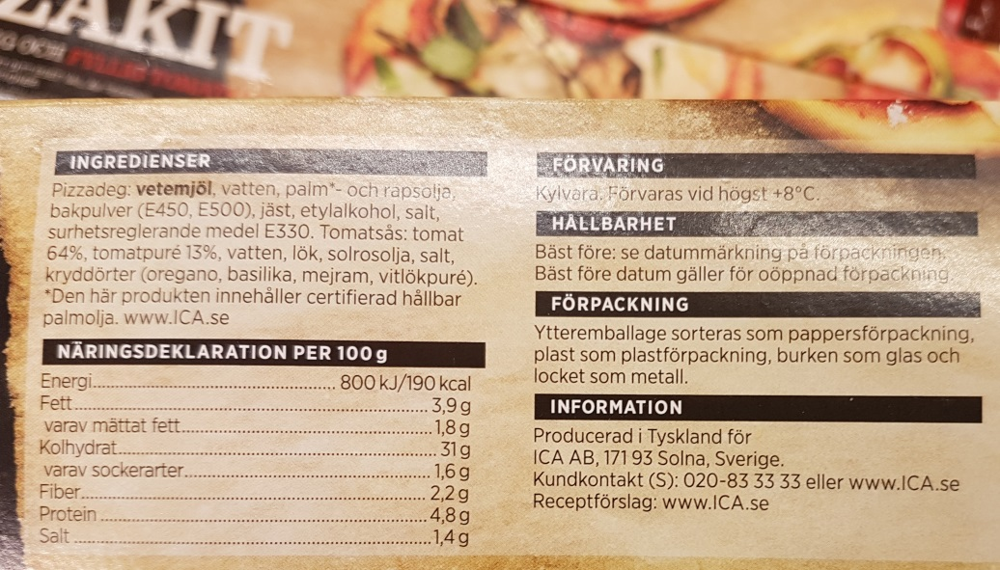 ZAKIT
OCH FYLLIG TOMAT
INGREDIENSER
Pizzadeg: vetemjöl, vatten, palm*- och rapsolja,
bakpulver (E450, E500), jäst, etylalkohol, salt,
surhetsreglerande medel E330. Tomatsås: tomat
64%, tomatpuré 13%, vatten, lök, solrosolja, salt,
kryddörter (oregano, basilika, mejram, vitlökpuré).
*Den här produkten innehåller certifierad hållbar
palmolja. www.ICA.se
NÄRINGSDEKLARATION PER 100 g
Energi.......... 800 kJ/190 kcal
Fett.......... 3,9 g
varav mättat fett.......... 1,8 g
Kolhydrat.......... 31 g
varav sockerarter.......... 1,6 g
Fiber.......... 2,2 g
Protein.......... 4,8 g
Salt.......... 1,4 g
FÖRVARING
Kylvara. Förvaras vid högst +8°C.
HÅLLBARHET
Bäst före: se datummärkning på förpackningen.
Bäst före datum gäller för oöppnad förpackning.
FÖRPACKNING
Ytteremballage sorteras som pappersförpackning,
plast som plastförpackning, burken som glas och
locket som metall.
INFORMATION
Producerad i Tyskland för
ICA AB, 171 93 Solna, Sverige.
Kundkontakt (S): 020-83 33 33 eller www.ICA.se
Receptförslag: www.ICA.se